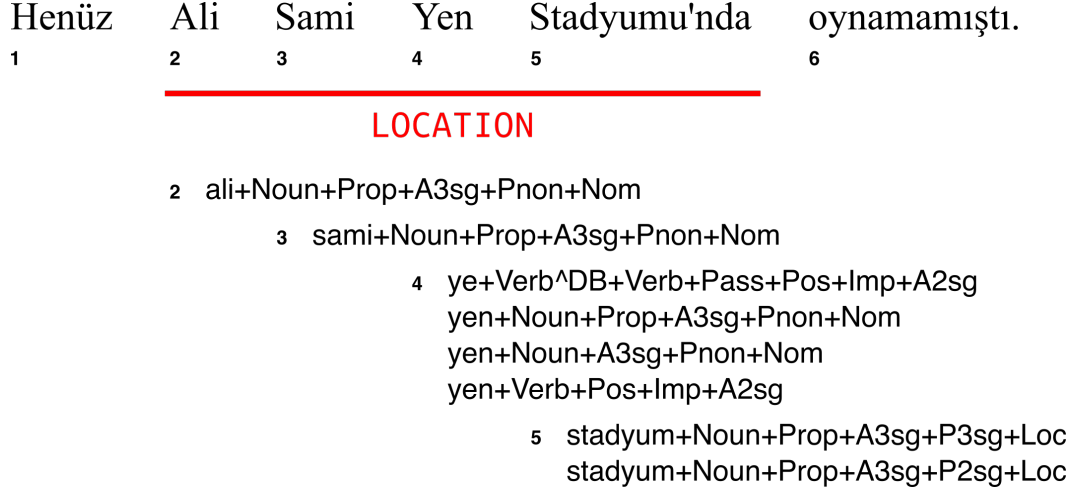 Henüz Ali Sami Yen Stadyumu'nda oynamamıştı.
1 2 3 4 5 6
LOCATION
2 ali+Noun+Prop+A3sg+Pnon+Nom
3 sami+Noun+Prop+A3sg+Pnon+Nom
4 ye+Verb^DB+Verb+Pass+Pos+Imp+A2sg
yen+Noun+Prop+A3sg+Pnon+Nom
yen+Noun+A3sg+Pnon+Nom
yen+Verb+Pos+Imp+A2sg
5 stadyum+Noun+Prop+A3sg+P3sg+Loc
stadyum+Noun+Prop+A3sg+P2sg+Loc